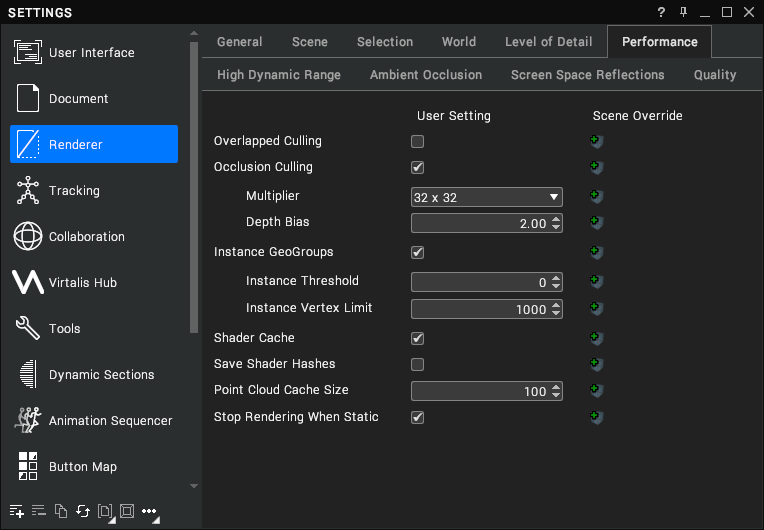 SETTINGS
?
User Interface
Document
Renderer
Tracking
Collaboration
Virtalis Hub
Tools
Dynamic Sections
Animation Sequencer
Button Map
General Scene Selection World Level of Detail Performance
High Dynamic Range Ambient Occlusion Screen Space Reflections Quality
User Setting Scene Override
Overlapped Culling
Occlusion Culling
Multiplier 32 x 32
Depth Bias 2.00
Instance GeoGroups
Instance Threshold 0
Instance Vertex Limit 1000
Shader Cache
Save Shader Hashes
Point Cloud Cache Size 100
Stop Rendering When Static